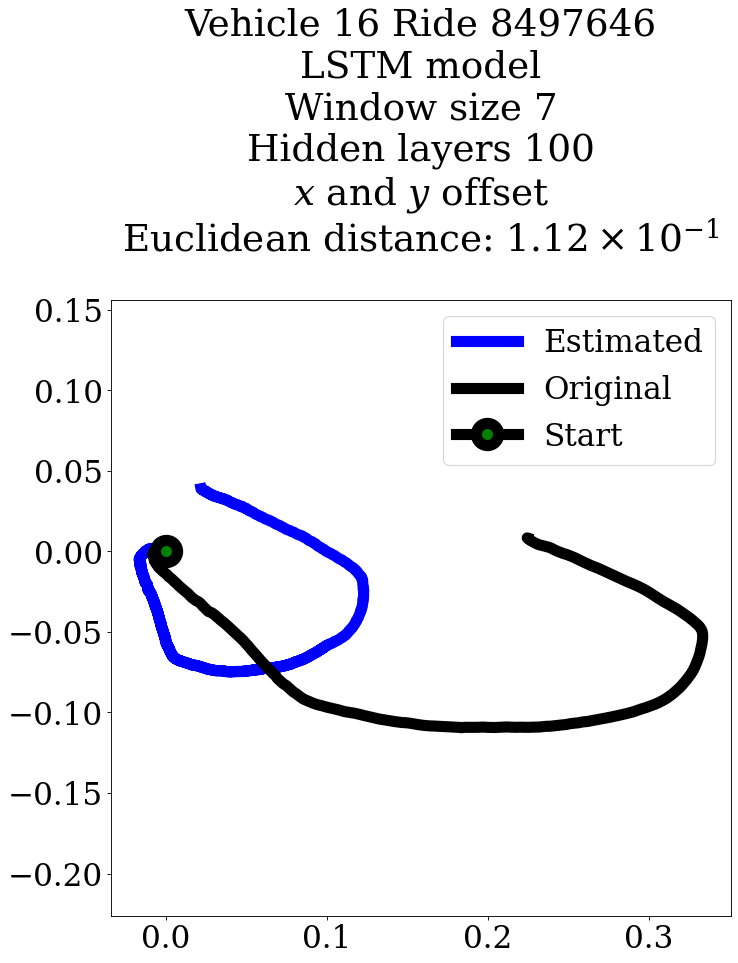 Vehicle 16 Ride 8497646
LSTM model
Window size 7
Hidden layers 100
x and y offset
Euclidean distance: 1.12 × 10⁻¹
Estimated
Original
Start
0.15
0.10
0.05
0.00
−0.05
−0.10
−0.15
−0.20
0.0 0.1 0.2 0.3